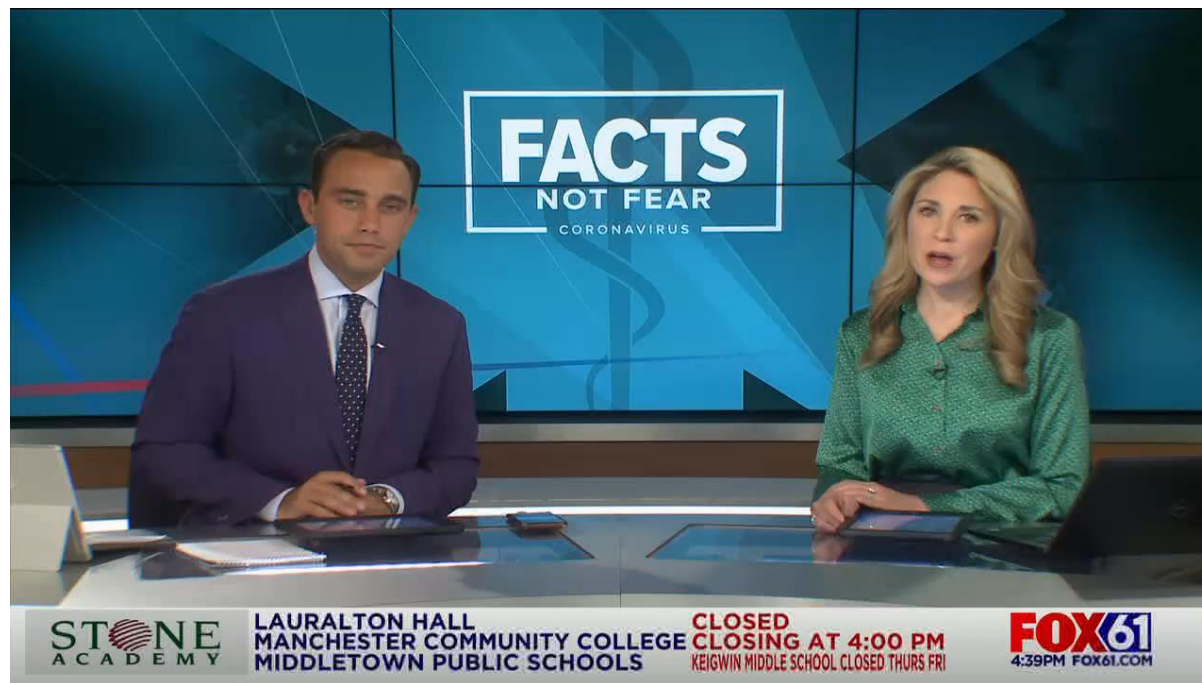 FACTS
NOT FEAR
CORONAVIRUS
STONE
ACADEMY
LAURALTON HALL
MANCHESTER COMMUNITY COLLEGE
MIDDLETOWN PUBLIC SCHOOLS
CLOSED
CLOSING AT 4:00 PM
KEIGWIN MIDDLE SCHOOL CLOSED THURS FRI
FOX61
4:39PM FOX61.COM